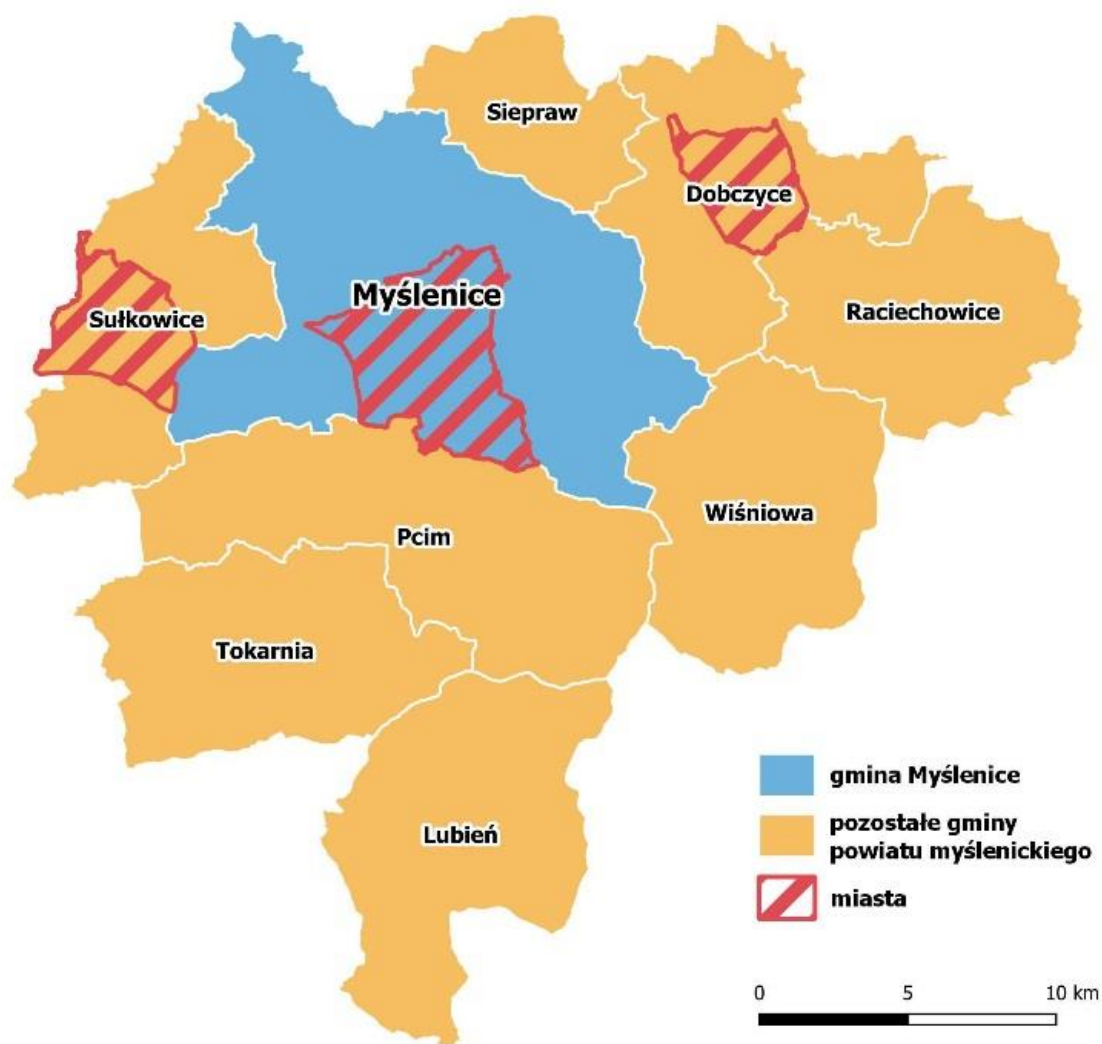 Siepraw
Dobczyce
Myślenice
Sułkowice
Raciechowice
Wiśniowa
Pcim
Tokarnia
Lubień
gmina Myślenice
pozostałe gminy
powiatu myślenickiego
miasta
0 5 10 km